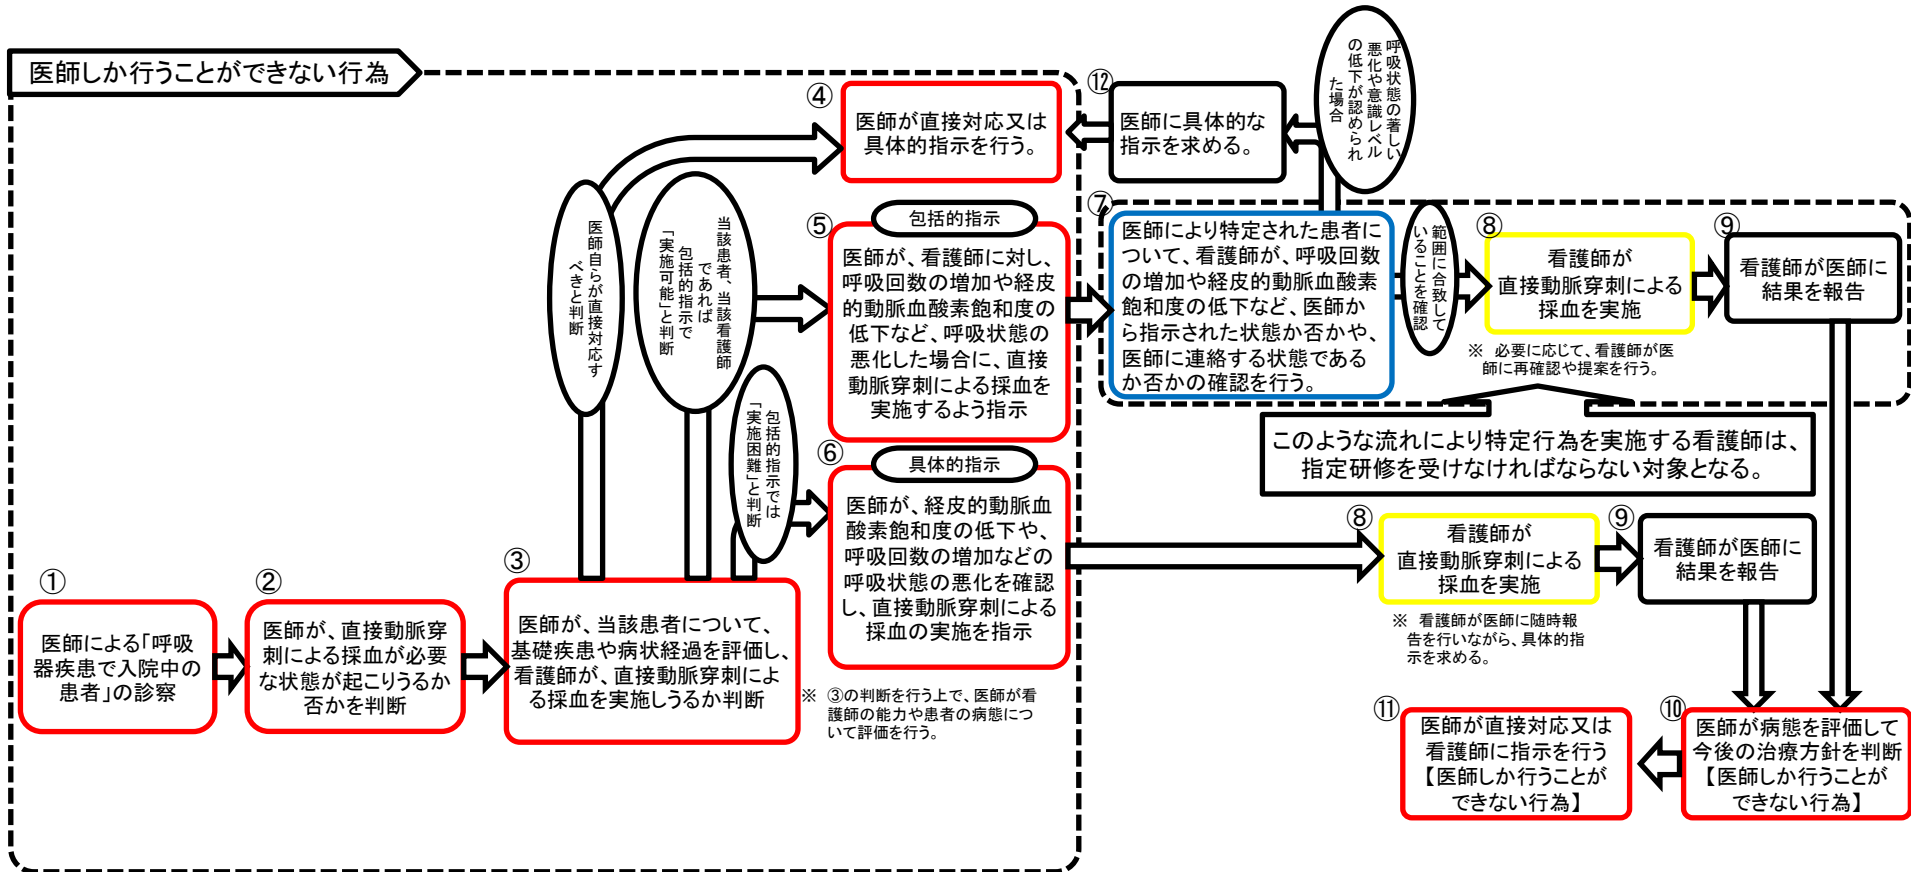 医師しか行うことができない行為
①
医師による「呼吸
器疾患で入院中の
患者」の診察
②
医師が、直接動脈穿
刺による採血が必要
な状態が起こりうるか
否かを判断
③
医師が、当該患者について、
基礎疾患や病状経過を評価し、
看護師が、直接動脈穿刺によ
る採血を実施しうるか判断
※ ③の判断を行う上で、医師が看
護師の能力や患者の病態につ
いて評価を行う。
医師自らが直接対応す
べきと判断
当該患者、当該看護師
であれば
包括的指示で
「実施可能」と判断
包括的指示では
「実施困難」と判断
④
医師が直接対応又は
具体的指示を行う。
⑤
包括的指示
医師が、看護師に対し、
呼吸回数の増加や経皮
的動脈血酸素飽和度の
低下など、呼吸状態の
悪化した場合に、直接
動脈穿刺による採血を
実施するよう指示
⑥
具体的指示
医師が、経皮的動脈血
酸素飽和度の低下や、
呼吸回数の増加などの
呼吸状態の悪化を確認
し、直接動脈穿刺による
採血の実施を指示
⑫
医師に具体的な
指示を求める。
呼吸状態の著しい
悪化や意識レベル
の低下が認められ
た場合
⑦
医師により特定された患者に
ついて、看護師が、呼吸回数
の増加や経皮的動脈血酸素
飽和度の低下など、医師か
ら指示された状態か否かや、
医師に連絡する状態である
か否かの確認を行う。
範囲に合致して
いることを確認
⑧
看護師が
直接動脈穿刺による
採血を実施
※ 必要に応じて、看護師が医
師に再確認や提案を行う。
⑨
看護師が医師に
結果を報告
このような流れにより特定行為を実施する看護師は、
指定研修を受けなければならない対象となる。
⑧
看護師が
直接動脈穿刺による
採血を実施
※ 看護師が医師に随時報
告を行いながら、具体的指
示を求める。
⑨
看護師が医師に
結果を報告
⑩
医師が病態を評価して
今後の治療方針を判断
【医師しか行うことが
できない行為】
⑪
医師が直接対応又は
看護師に指示を行う
【医師しか行うことが
できない行為】